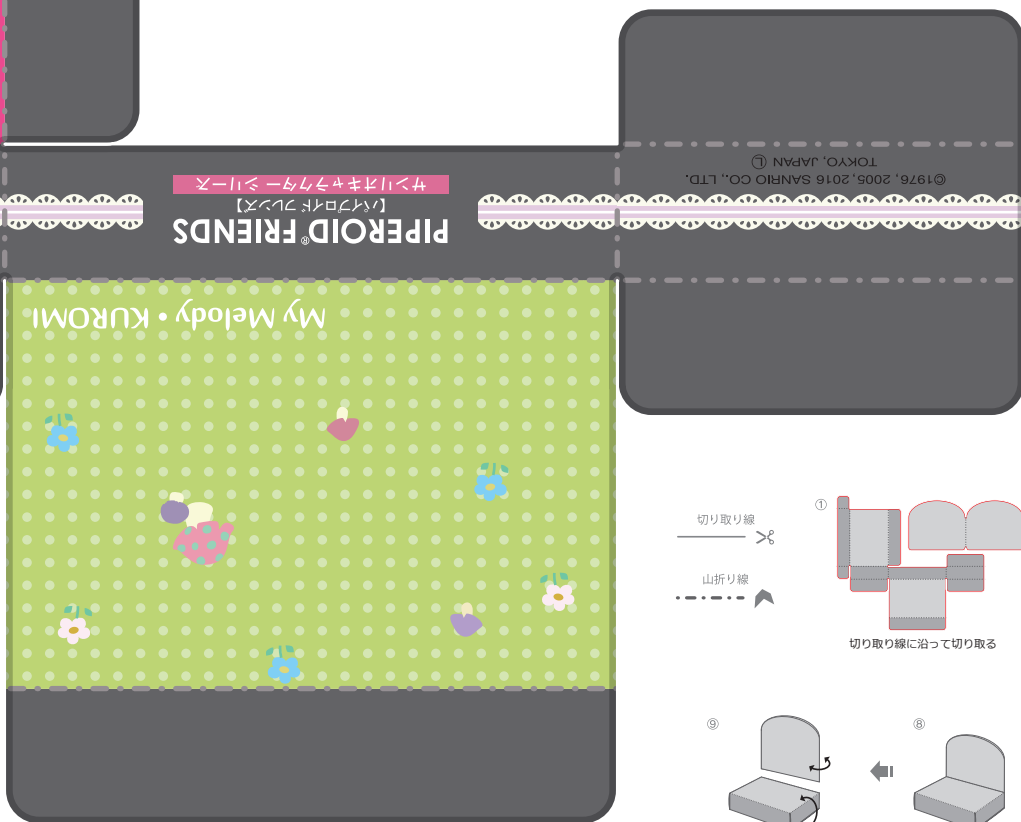 ©1976, 2005, 2016 SANRIO CO., LTD.
TOKYO, JAPAN Ⓛ
PIPEROID® FRIENDS
【パイプロイド フレンズ】
サンリオキャラクター シリーズ
My Melody • KUROMI
切り取り線
山折り線
①
切り取り線に沿って切り取る
⑨
⑧